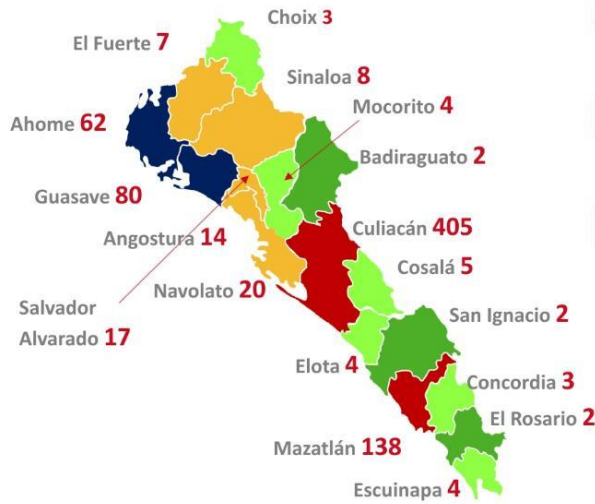 Choix 3
El Fuerte 7
Sinaloa 8
Mocorito 4
Ahome 62
Badiraguato 2
Guasave 80
Culiacán 405
Angostura 14
Cosalá 5
Navolato 20
Salvador
Alvarado 17
San Ignacio 2
Elota 4
Concordia 3
El Rosario 2
Mazatlán 138
Escuinapa 4